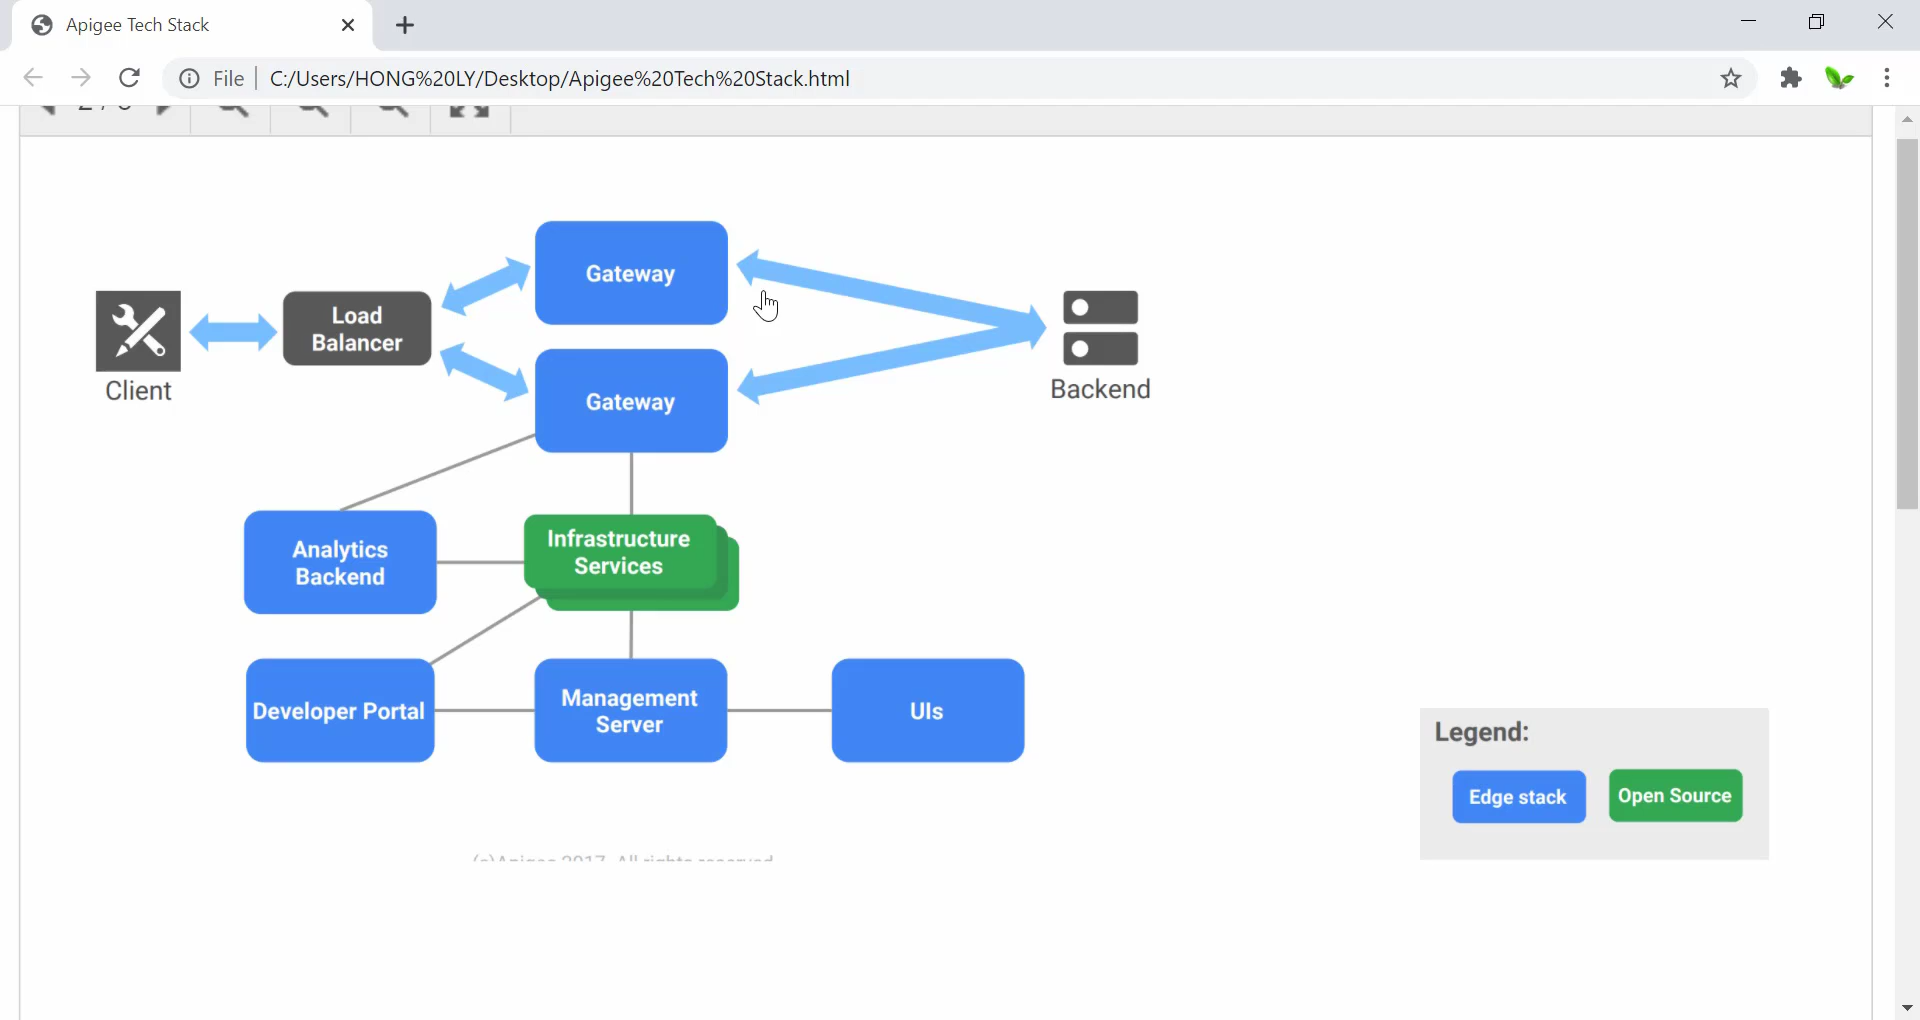 Apigee Tech Stack
File
C:/Users/HONG%20LY/Desktop/Apigee%20Tech%20Stack.html
Gateway
Load
Balancer
Client
Gateway
Backend
Analytics
Backend
Infrastructure
Services
Developer Portal
Management
Server
UIs
Legend:
Edge stack
Open Source
(c)Apigee 2017. All rights reserved